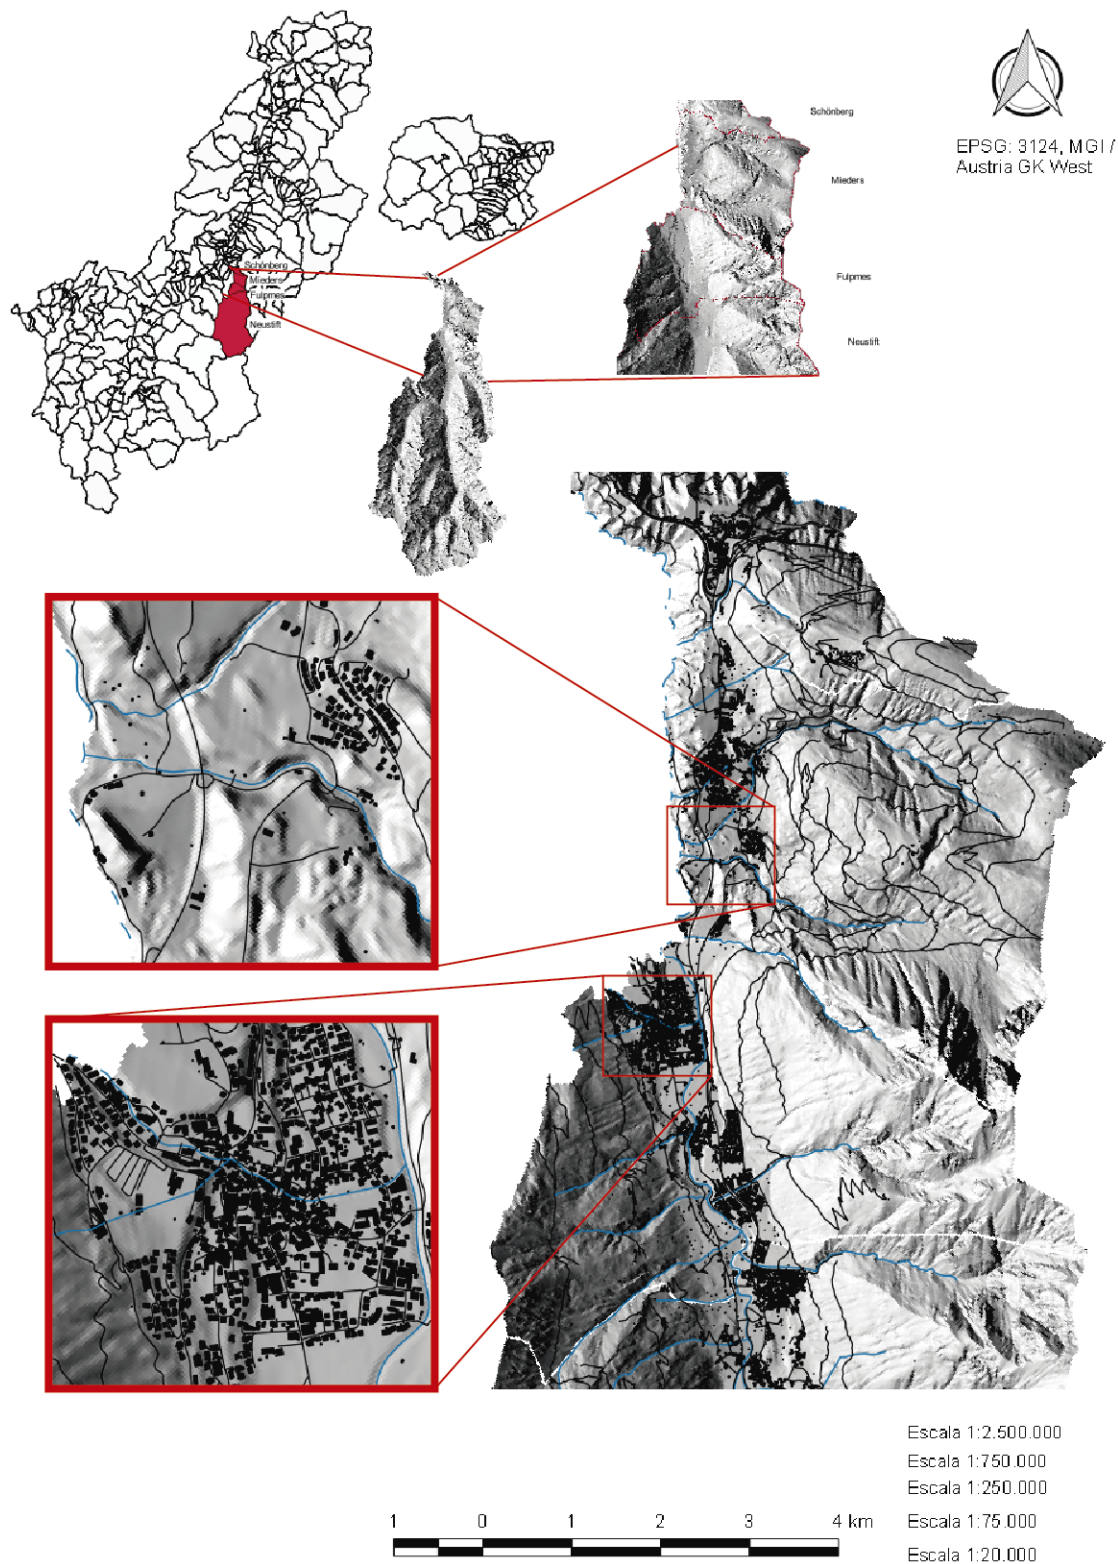 EPSG: 3124, MGI /
Austria GK West
Schönberg
Mieders
Fulpmes
Neustift
Schönberg
Mieders
Fulpmes
Neustift
Escala 1:2.500.000
Escala 1:750.000
Escala 1:250.000
Escala 1:75.000
Escala 1:20.000
1 0 1 2 3 4 km